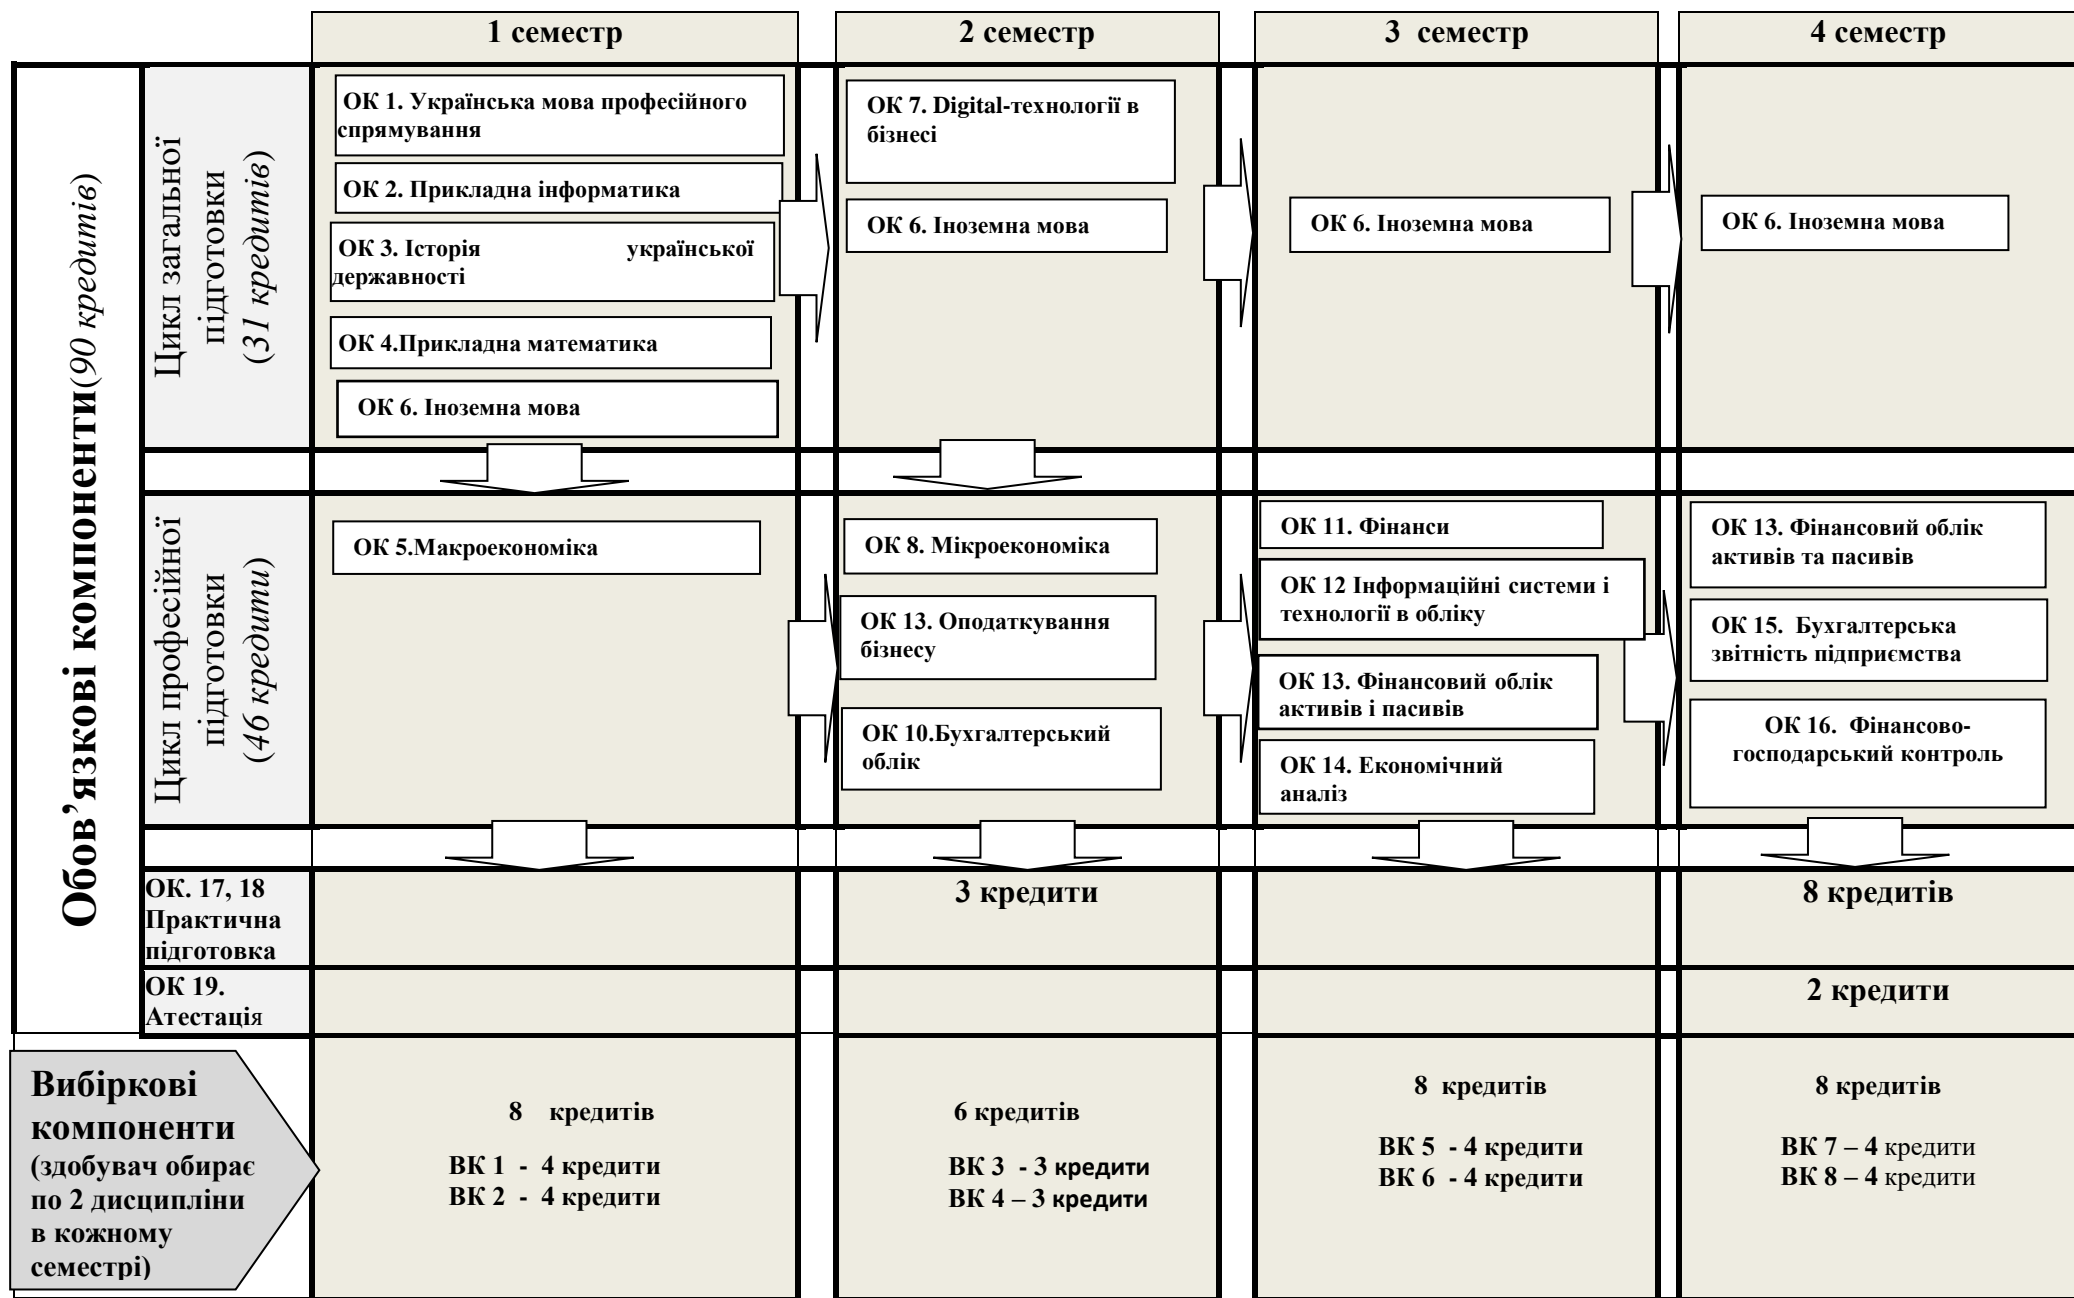 1 семестр
2 семестр
3 семестр
4 семестр
Обов’язкові компоненти(90 кредитів)
Цикл загальної
підготовки
(31 кредитів)
ОК 1. Українська мова професійного
спрямування
ОК 2. Прикладна інформатика
ОК 3. Історія української
державності
ОК 4.Прикладна математика
ОК 6. Іноземна мова
ОК 7. Digital-технології в
бізнесі
ОК 6. Іноземна мова
ОК 6. Іноземна мова
ОК 6. Іноземна мова
Цикл професійної
підготовки
(46 кредити)
ОК 5.Макроекономіка
ОК 8. Мікроекономіка
ОК 13. Оподаткування
бізнесу
ОК 10.Бухгалтерський
облік
ОК 11. Фінанси
ОК 12 Інформаційні системи і
технології в обліку
ОК 13. Фінансовий облік
активів і пасивів
ОК 14. Економічний
аналіз
ОК 13. Фінансовий облік
активів та пасивів
ОК 15. Бухгалтерська
звітність підприємства
ОК 16. Фінансово-
господарський контроль
ОК. 17, 18
Практична
підготовка
3 кредити
8 кредитів
ОК 19.
Атестація
2 кредити
Вибіркові
компоненти
(здобувач обирає
по 2 дисципліни
в кожному
семестрі)
8 кредитів
ВК 1 - 4 кредити
ВК 2 - 4 кредити
6 кредитів
ВК 3 - 3 кредити
ВК 4 – 3 кредити
8 кредитів
ВК 5 - 4 кредити
ВК 6 - 4 кредити
8 кредитів
ВК 7 – 4 кредити
ВК 8 – 4 кредити